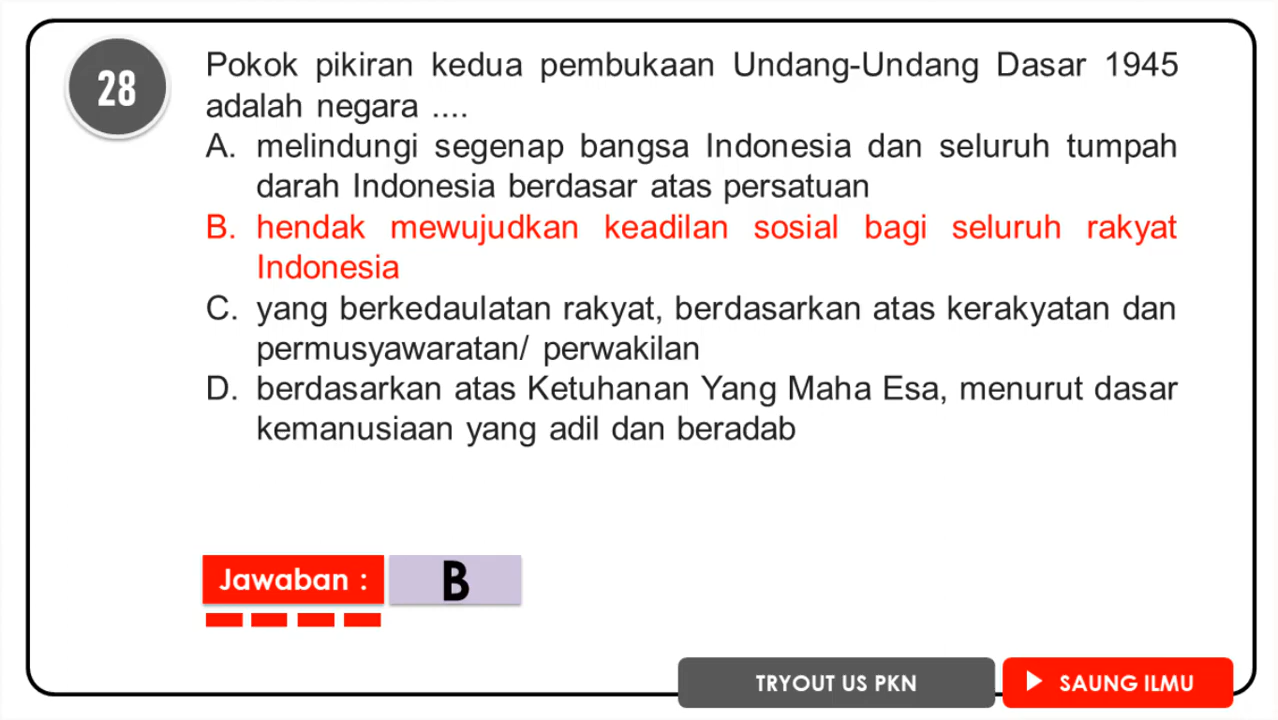 28
Pokok pikiran kedua pembukaan Undang-Undang Dasar 1945
adalah negara ....
A. melindungi segenap bangsa Indonesia dan seluruh tumpah
darah Indonesia berdasar atas persatuan
B. hendak mewujudkan keadilan sosial bagi seluruh rakyat
Indonesia
C. yang berkedaulatan rakyat, berdasarkan atas kerakyatan dan
permusyawaratan/ perwakilan
D. berdasarkan atas Ketuhanan Yang Maha Esa, menurut dasar
kemanusiaan yang adil dan beradab
Jawaban : B
TRYOUT US PKN
SAUNG ILMU